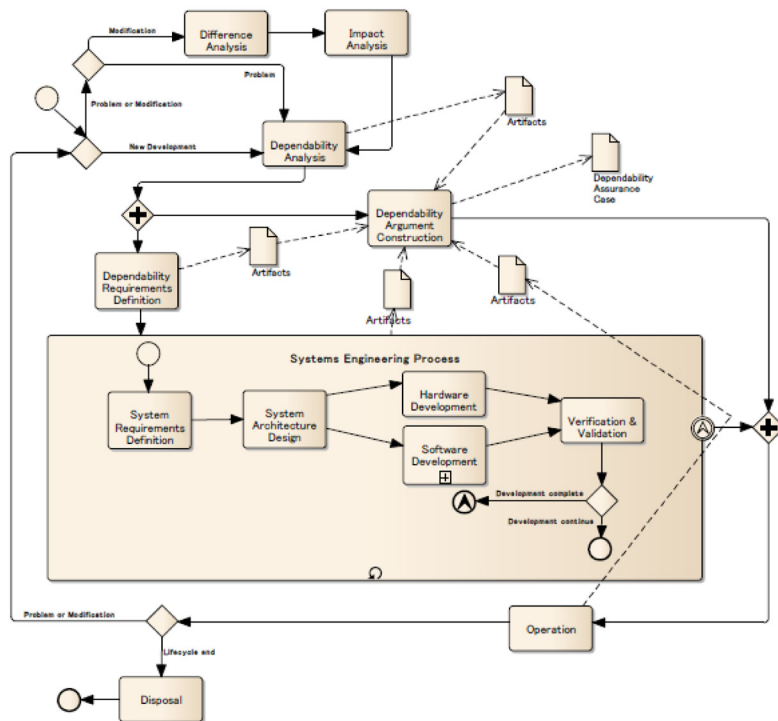 Modification
Difference
Analysis
Impact
Analysis
Problem
Problem or Modification
Artifacts
New Development
Dependability
Analysis
Dependability
Assurance
Case
Dependability
Argument
Construction
Dependability
Requirements
Definition
Artifacts
Artifacts
Artifacts
Systems Engineering Process
System
Requirements
Definition
System
Architecture
Design
Hardware
Development
Software
Development
Verification &
Validation
Development complete
Development continue
Problem or Modification
Operation
Lifecycle end
Disposal